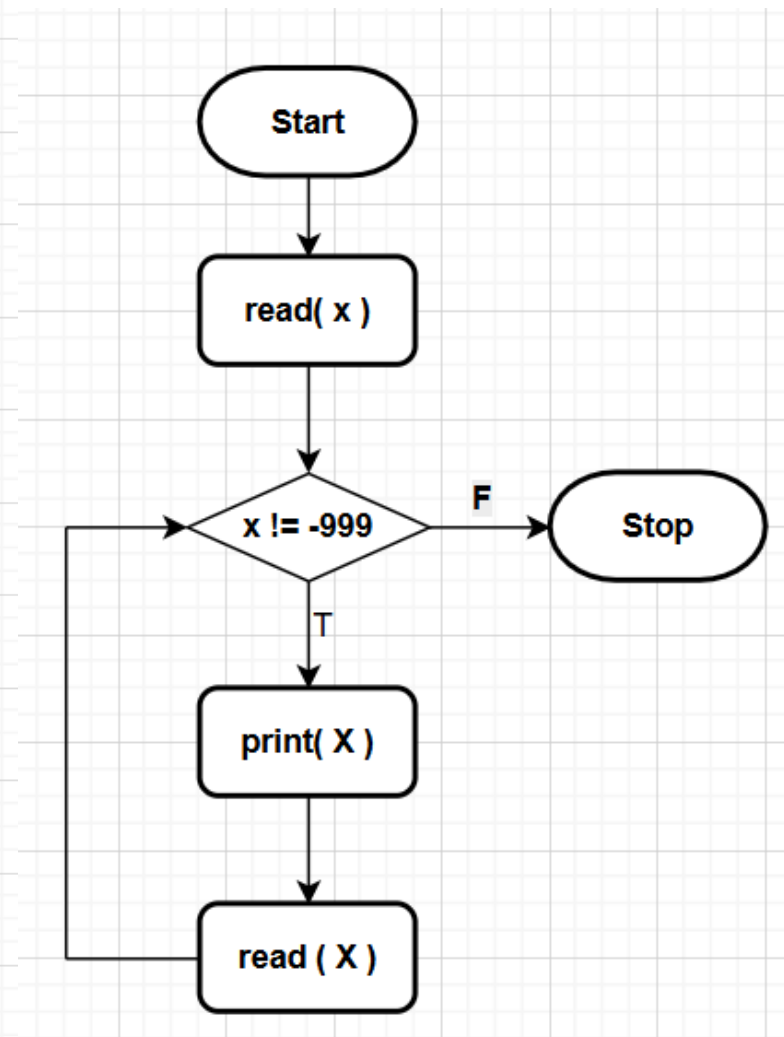 Start
read( x )
x != -999
F
Stop
T
print( X )
read ( X )